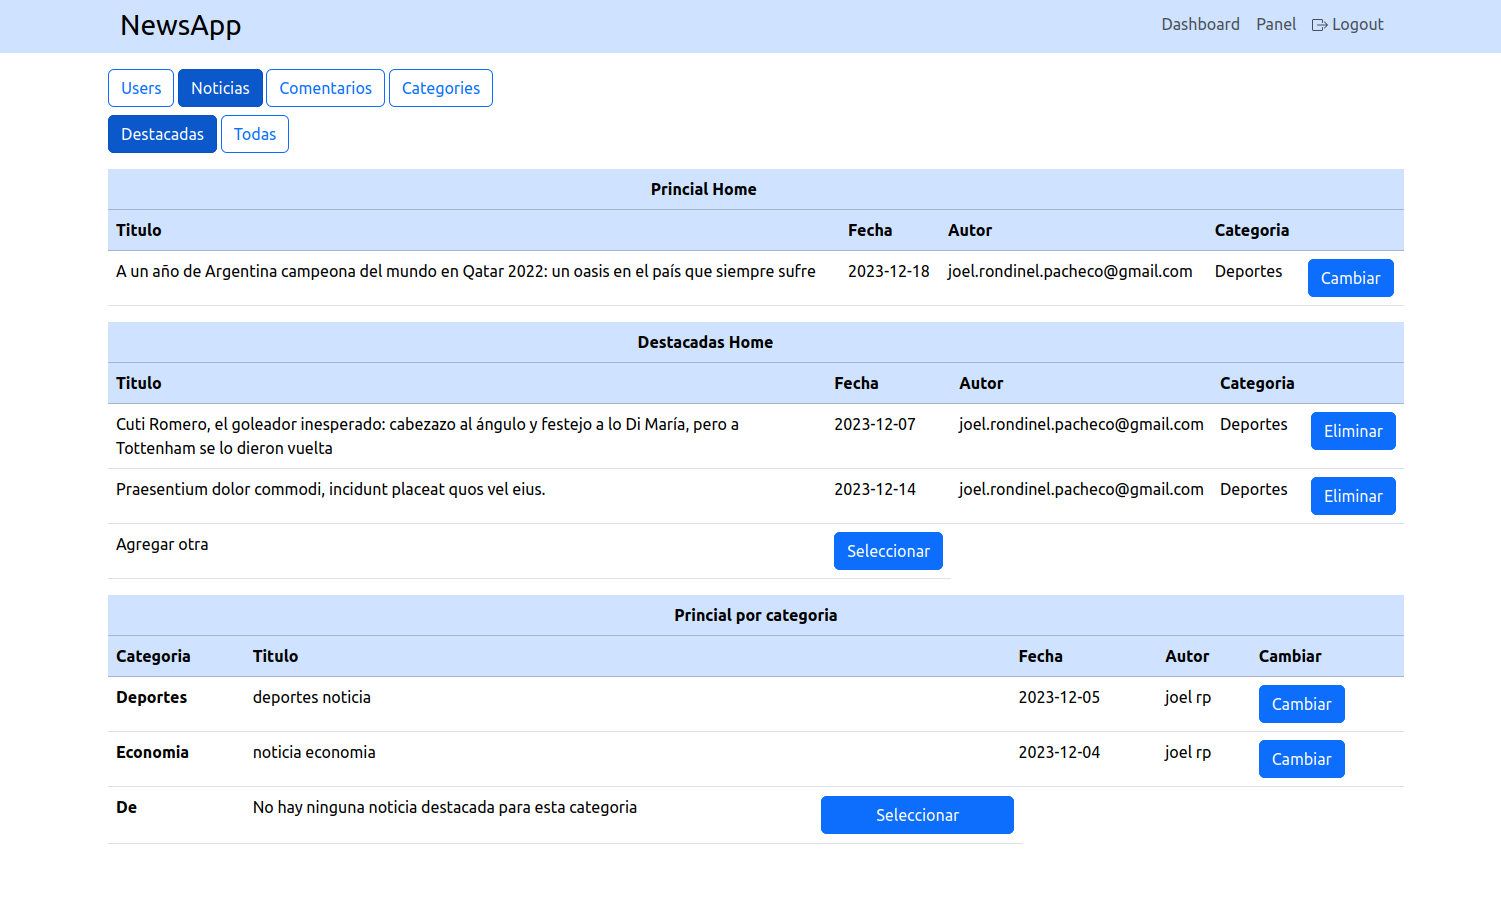 NewsApp Dashboard Panel Logout
Users Noticias Comentarios Categories
Destacadas Todas
Princial Home
Titulo Fecha Autor Categoria
A un año de Argentina campeona del mundo en Qatar 2022: un oasis en el país que siempre sufre 2023-12-18 joel.rondinel.pacheco@gmail.com Deportes Cambiar
Destacadas Home
Titulo Fecha Autor Categoria
Cuti Romero, el goleador inesperado: cabezazo al ángulo y festejo a lo Di María, pero a 2023-12-07 joel.rondinel.pacheco@gmail.com Deportes Eliminar
Tottenham se lo dieron vuelta
Praesentium dolor commodi, incidunt placeat quos vel eius. 2023-12-14 joel.rondinel.pacheco@gmail.com Deportes Eliminar
Agregar otra Seleccionar
Princial por categoria
Categoria Titulo Fecha Autor Cambiar
Deportes deportes noticia 2023-12-05 joel rp Cambiar
Economia noticia economia 2023-12-04 joel rp Cambiar
De No hay ninguna noticia destacada para esta categoria Seleccionar